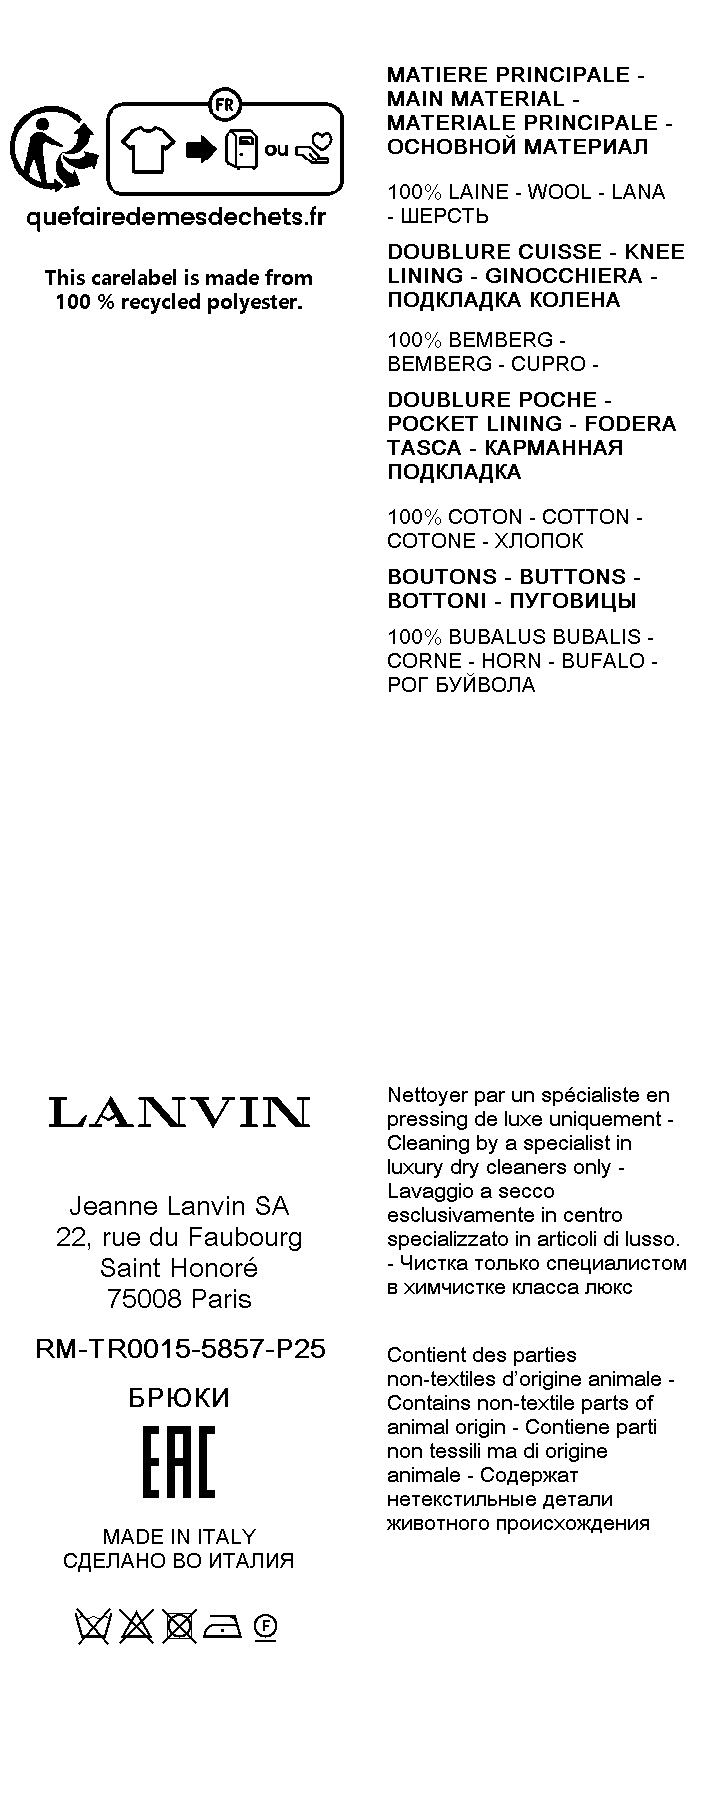 FR
ou
quefairedemesdechets.fr
This carelabel is made from
100 % recycled polyester.
MATIERE PRINCIPALE -
MAIN MATERIAL -
MATERIALE PRINCIPALE -
ОСНОВНОЙ МАТЕРИАЛ
100% LAINE - WOOL - LANA
- ШЕРСТЬ
DOUBLURE CUISSE - KNEE
LINING - GINOCCHIERA -
ПОДКЛАДКА КОЛЕНА
100% BEMBERG -
BEMBERG - CUPRO -
DOUBLURE POCHE -
POCKET LINING - FODERA
TASCA - КАРМАННАЯ
ПОДКЛАДКА
100% COTON - COTTON -
COTONE - ХЛОПОК
BOUTONS - BUTTONS -
BOTTONI - ПУГОВИЦЫ
100% BUBALUS BUBALIS -
CORNE - HORN - BUFALO -
РОГ БУЙВОЛА
LANVIN
Jeanne Lanvin SA
22, rue du Faubourg
Saint Honoré
75008 Paris
RM-TR0015-5857-P25
БРЮКИ
EAC
MADE IN ITALY
СДЕЛАНО ВО ИТАЛИЯ
F
Nettoyer par un spécialiste en
pressing de luxe uniquement -
Cleaning by a specialist in
luxury dry cleaners only -
Lavaggio a secco
esclusivamente in centro
specializzato in articoli di lusso.
- Чистка только специалистом
в химчистке класса люкс
Contient des parties
non-textiles d’origine animale -
Contains non-textile parts of
animal origin - Contiene parti
non tessili ma di origine
animale - Содержат
нетекстильные детали
животного происхождения